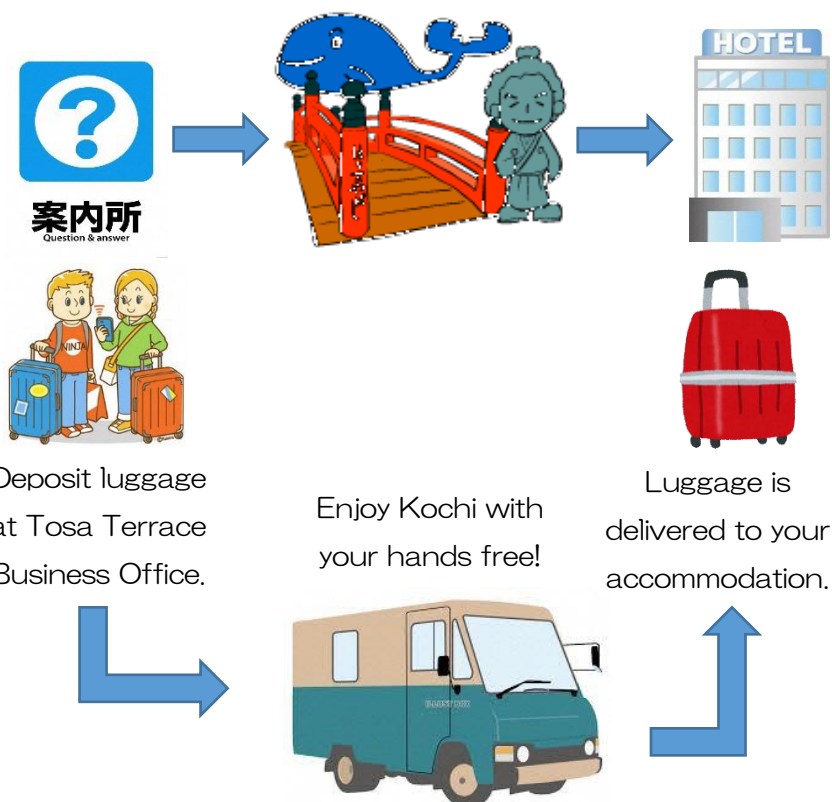 HOTEL
案内所
Question & answer
NINJA
Deposit luggage
at Tosa Terrace
Business Office.
Enjoy Kochi with
your hands free!
Luggage is
delivered to your
accommodation.